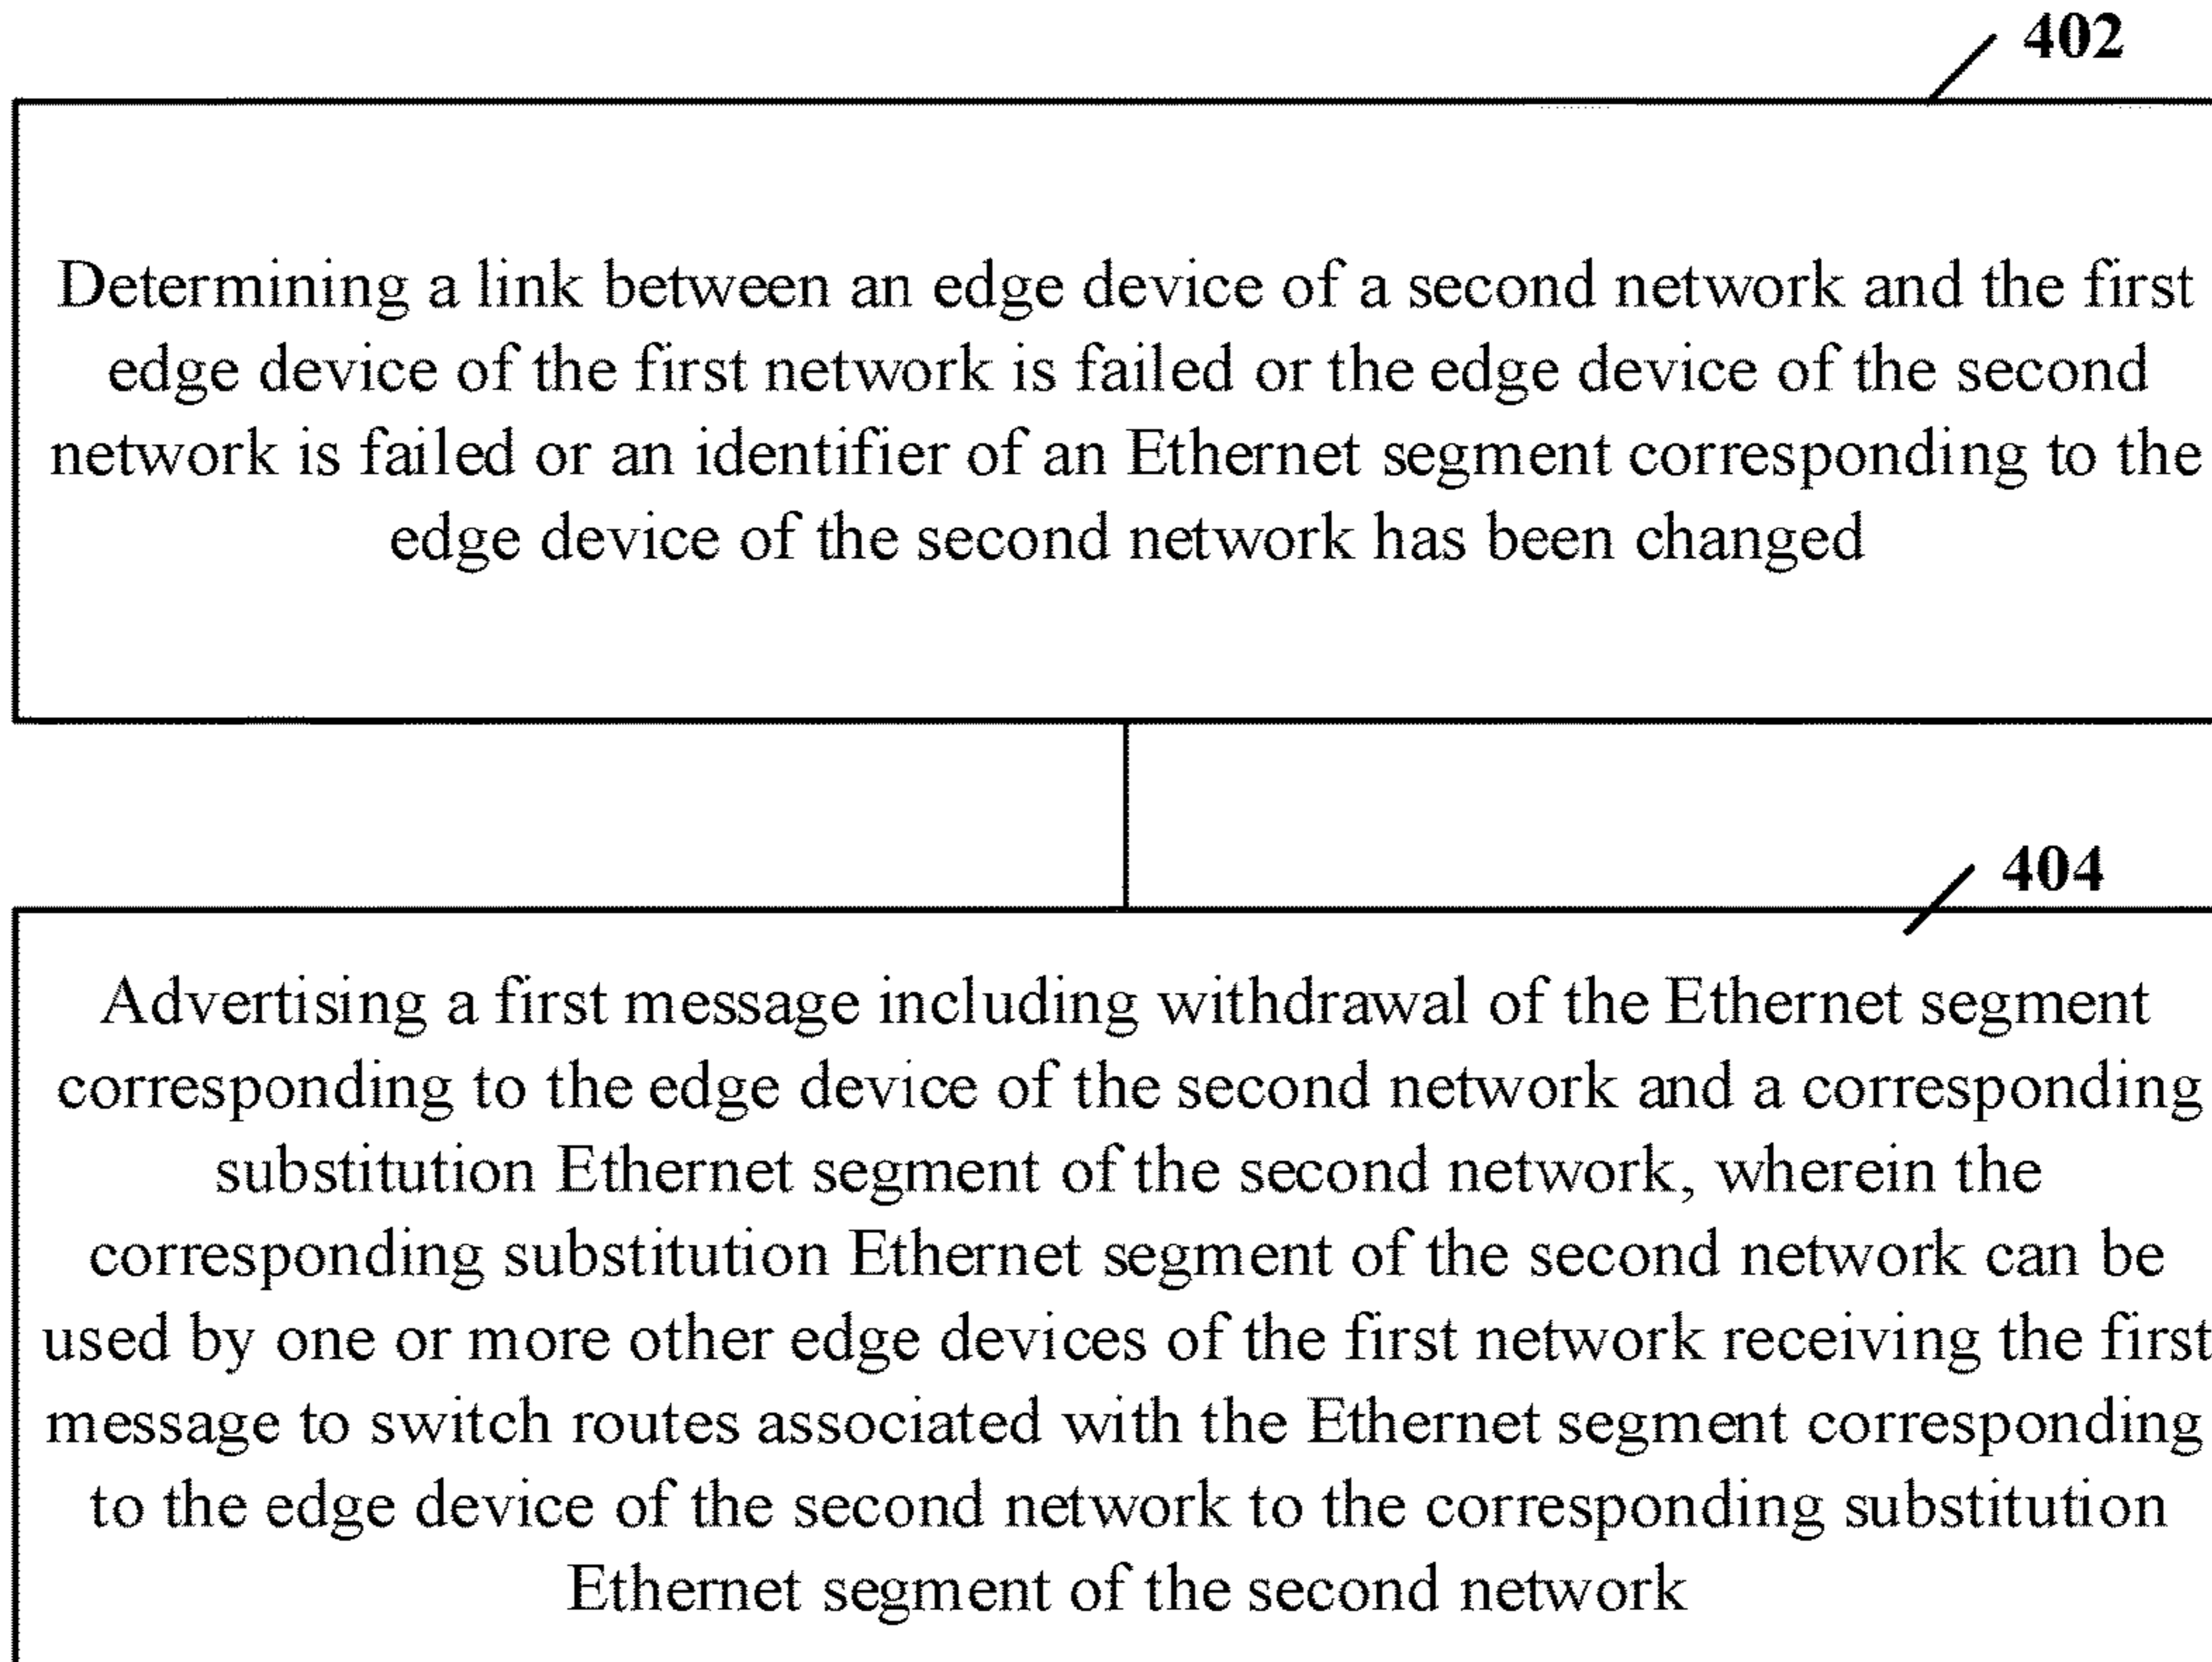 402
Determining a link between an edge device of a second network and the first
edge device of the first network is failed or the edge device of the second
network is failed or an identifier of an Ethernet segment corresponding to the
edge device of the second network has been changed
404
Advertising a first message including withdrawal of the Ethernet segment
corresponding to the edge device of the second network and a corresponding
substitution Ethernet segment of the second network, wherein the
corresponding substitution Ethernet segment of the second network can be
used by one or more other edge devices of the first network receiving the first
message to switch routes associated with the Ethernet segment corresponding
to the edge device of the second network to the corresponding substitution
Ethernet segment of the second network